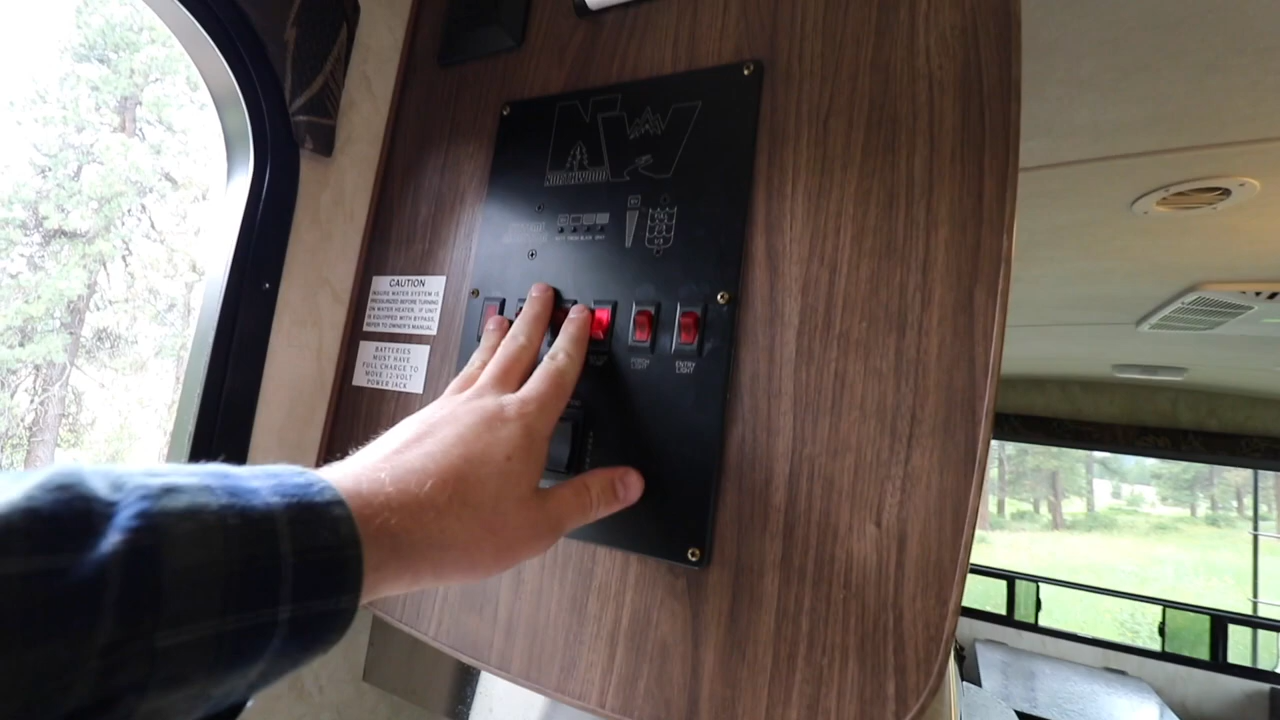 NW
NORTHWOOD
CAUTION
INSURE WATER SYSTEM IS
PRESSURIZED BEFORE TURNING
ON WATER HEATER. IF UNIT
IS EQUIPPED WITH BYPASS,
REFER TO OWNER'S MANUAL.
BATTERIES
MUST HAVE
FULL CHARGE TO
MOVE 12-VOLT
POWER JACK
PORCH
LIGHT
ENTRY
LIGHT